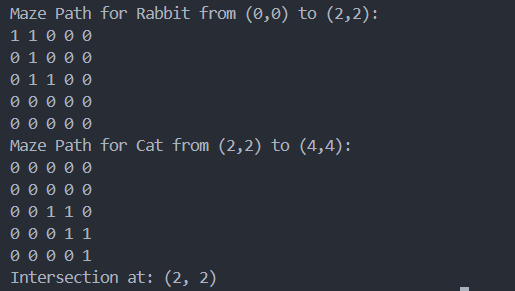 Maze Path for Rabbit from (0,0) to (2,2):
1 1 0 0 0
0 1 0 0 0
0 1 1 0 0
0 0 0 0 0
0 0 0 0 0
Maze Path for Cat from (2,2) to (4,4):
0 0 0 0 0
0 0 0 0 0
0 0 1 1 0
0 0 0 1 1
0 0 0 0 1
Intersection at: (2, 2)